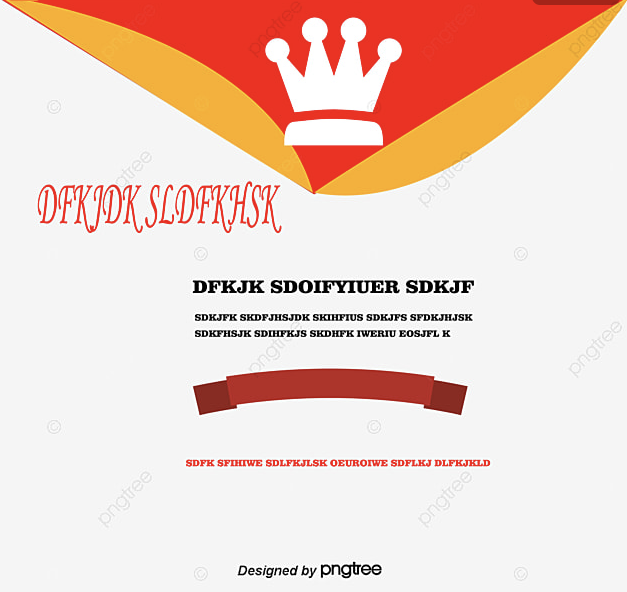 DFKJDK SLDFKHSK
DFKJK SDOIFYIUER SDKJF
SDKJFK SKDFJHSJDK SKIHFIUS SDKJFS SFDKJHJSK
SDKFHSJK SDIHFKJS SKDHFK IWERIU EOSJFL K
SDFK SFIHIWE SDLFKJLSK OEUROIWE SDFLKJ DLFKJKLD
Designed by pngtree